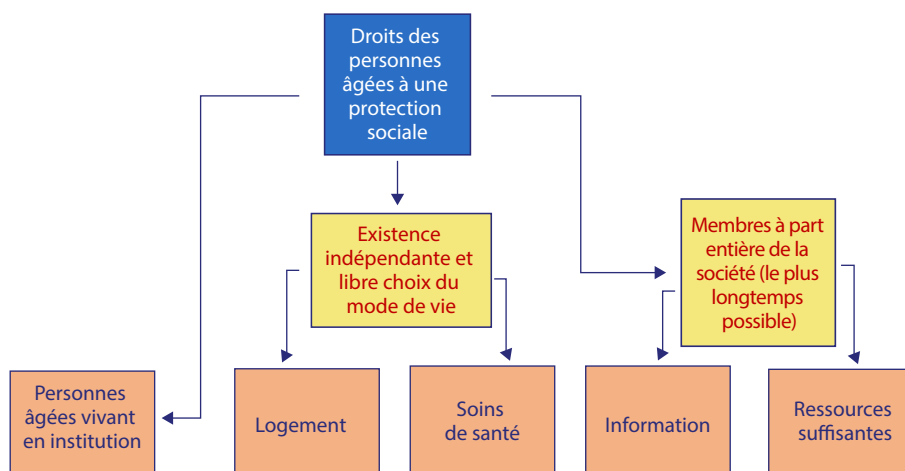 Droits des
personnes
âgées à une
protection
sociale
Existence
indépendante et
libre choix du
mode de vie
Membres à part
entière de la
société (le plus
longtemps
possible)
Personnes
âgées vivant
en institution
Logement
Soins
de santé
Information
Ressources
suffisantes